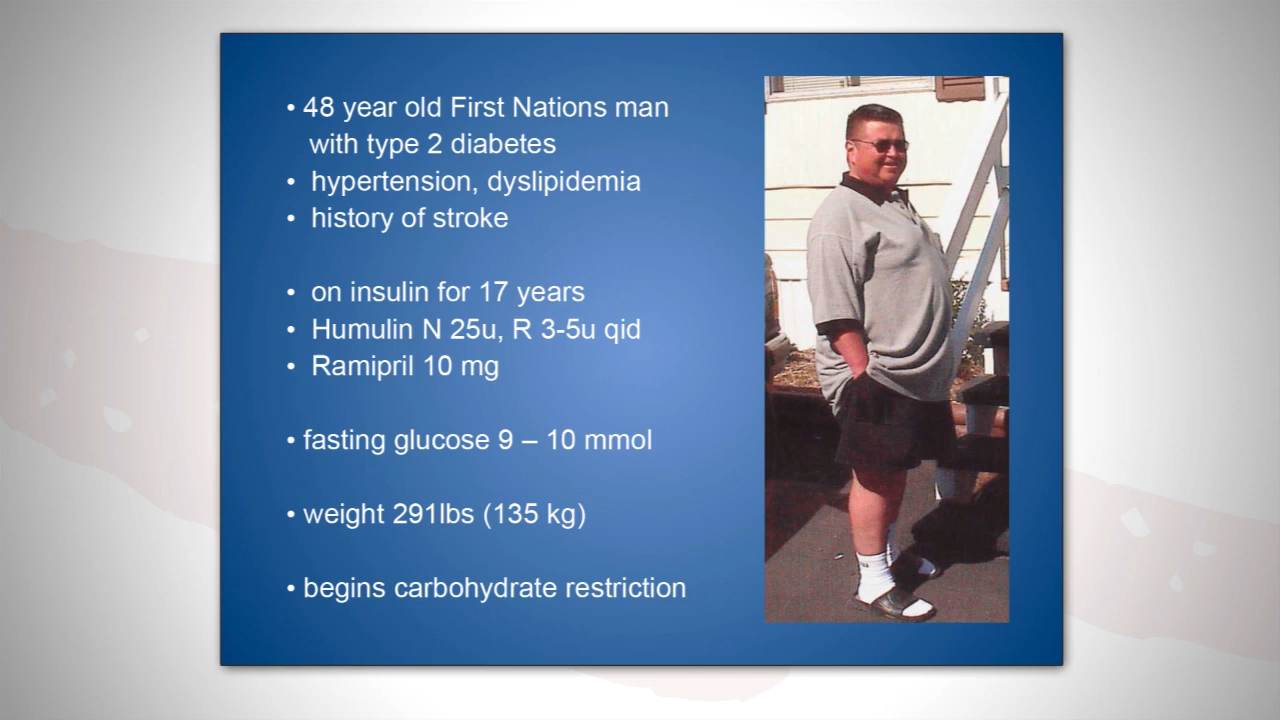 • 48 year old First Nations man
with type 2 diabetes
• hypertension, dyslipidemia
• history of stroke
• on insulin for 17 years
• Humulin N 25u, R 3-5u qid
• Ramipril 10 mg
• fasting glucose 9 – 10 mmol
• weight 291lbs (135 kg)
• begins carbohydrate restriction